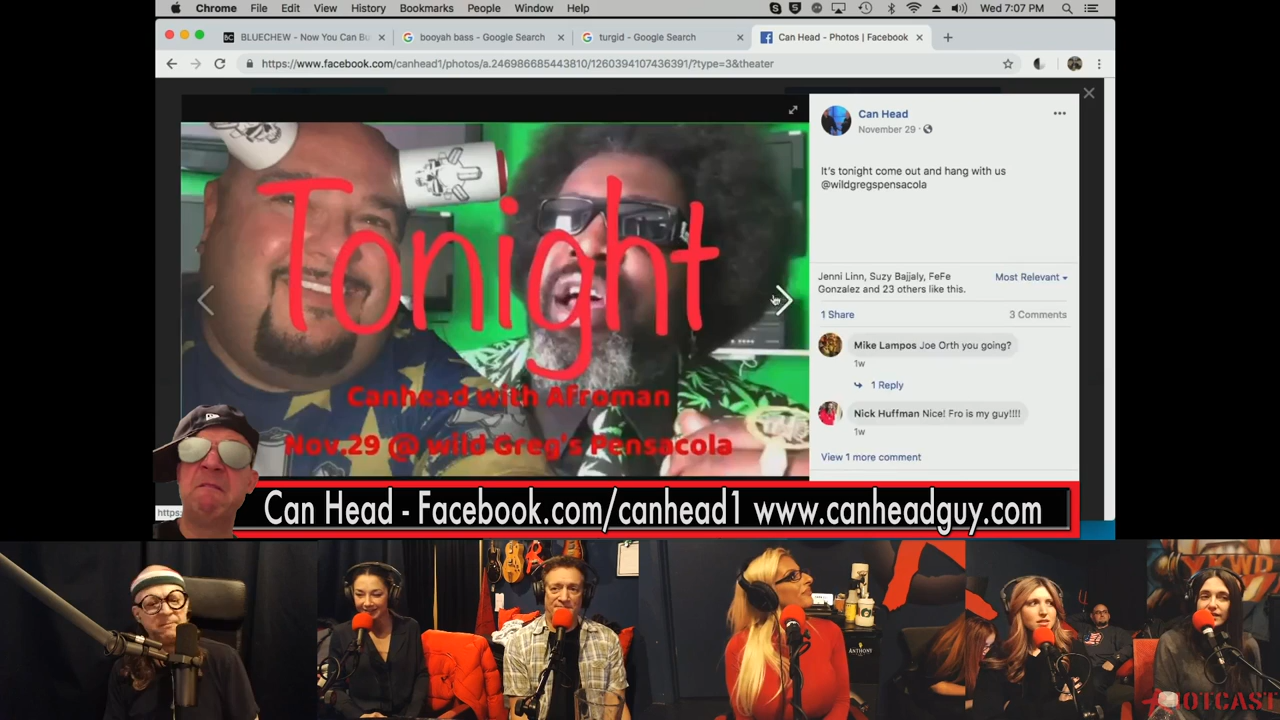 Chrome File Edit View History Bookmarks People Window Help
Wed 7:07 PM
BLUECHEW - Now You Can Bu
booyah bass - Google Search
turgid - Google Search
Can Head - Photos | Facebook
https://www.facebook.com/canhead1/photos/a.246986685443810/1260394107436391/?type=3&theater
Tonight
Canhead with Afroman
Nov.29 @ wild Greg's Pensacola
Can Head
November 29
It's tonight come out and hang with us
@wildgregspensacola
Jenni Linn, Suzy Bajjaly, FeFe
Gonzalez and 23 others like this.
Most Relevant
1 Share
3 Comments
Mike Lampos Joe Orth you going?
1w
1 Reply
Nick Huffman Nice! Fro is my guy!!!!
1w
View 1 more comment
https:
Can Head - Facebook.com/canhead1 www.canheadguy.com
ANTHONY
YKWD
OTCAST